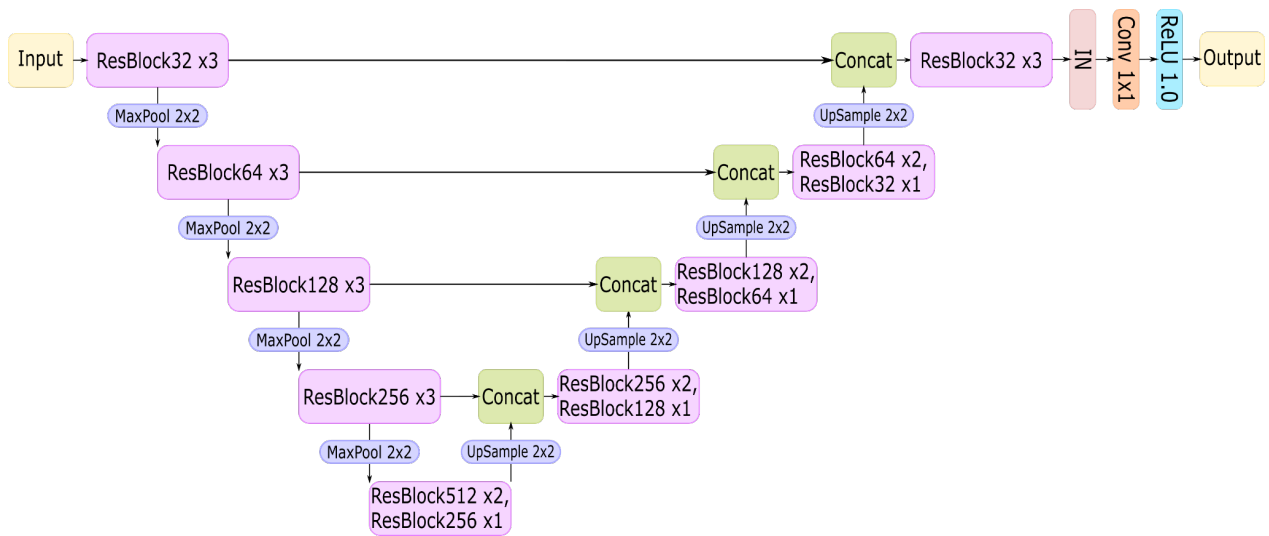 Input
ResBlock32 x3
Concat
ResBlock32 x3
IN
Conv 1x1
ReLU 1.0
Output
MaxPool 2x2
UpSample 2x2
ResBlock64 x3
Concat
ResBlock64 x2,
ResBlock32 x1
MaxPool 2x2
UpSample 2x2
ResBlock128 x3
Concat
ResBlock128 x2,
ResBlock64 x1
MaxPool 2x2
UpSample 2x2
ResBlock256 x3
Concat
ResBlock256 x2,
ResBlock128 x1
MaxPool 2x2
UpSample 2x2
ResBlock512 x2,
ResBlock256 x1